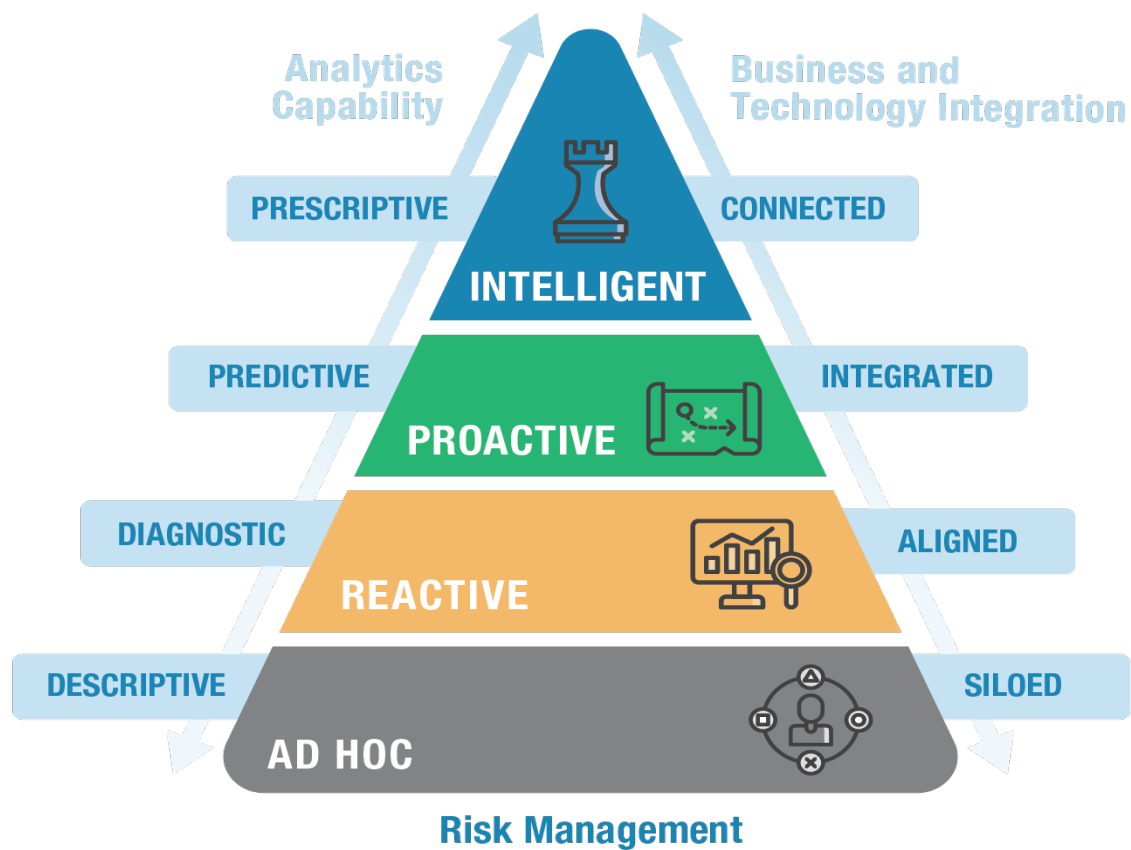 Analytics
Capability
Business and
Technology Integration
PRESCRIPTIVE
CONNECTED
INTELLIGENT
PREDICTIVE
INTEGRATED
PROACTIVE
DIAGNOSTIC
ALIGNED
REACTIVE
DESCRIPTIVE
SILOED
AD HOC
Risk Management